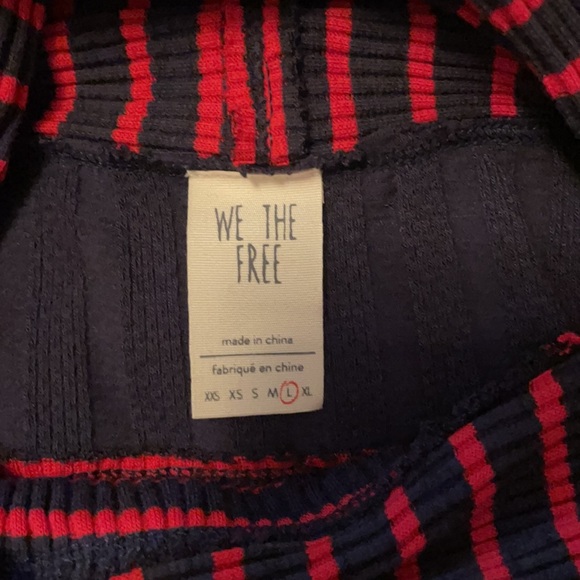 WE THE
FREE
made in china
fabriqué en chine
XXS XS S M L XL